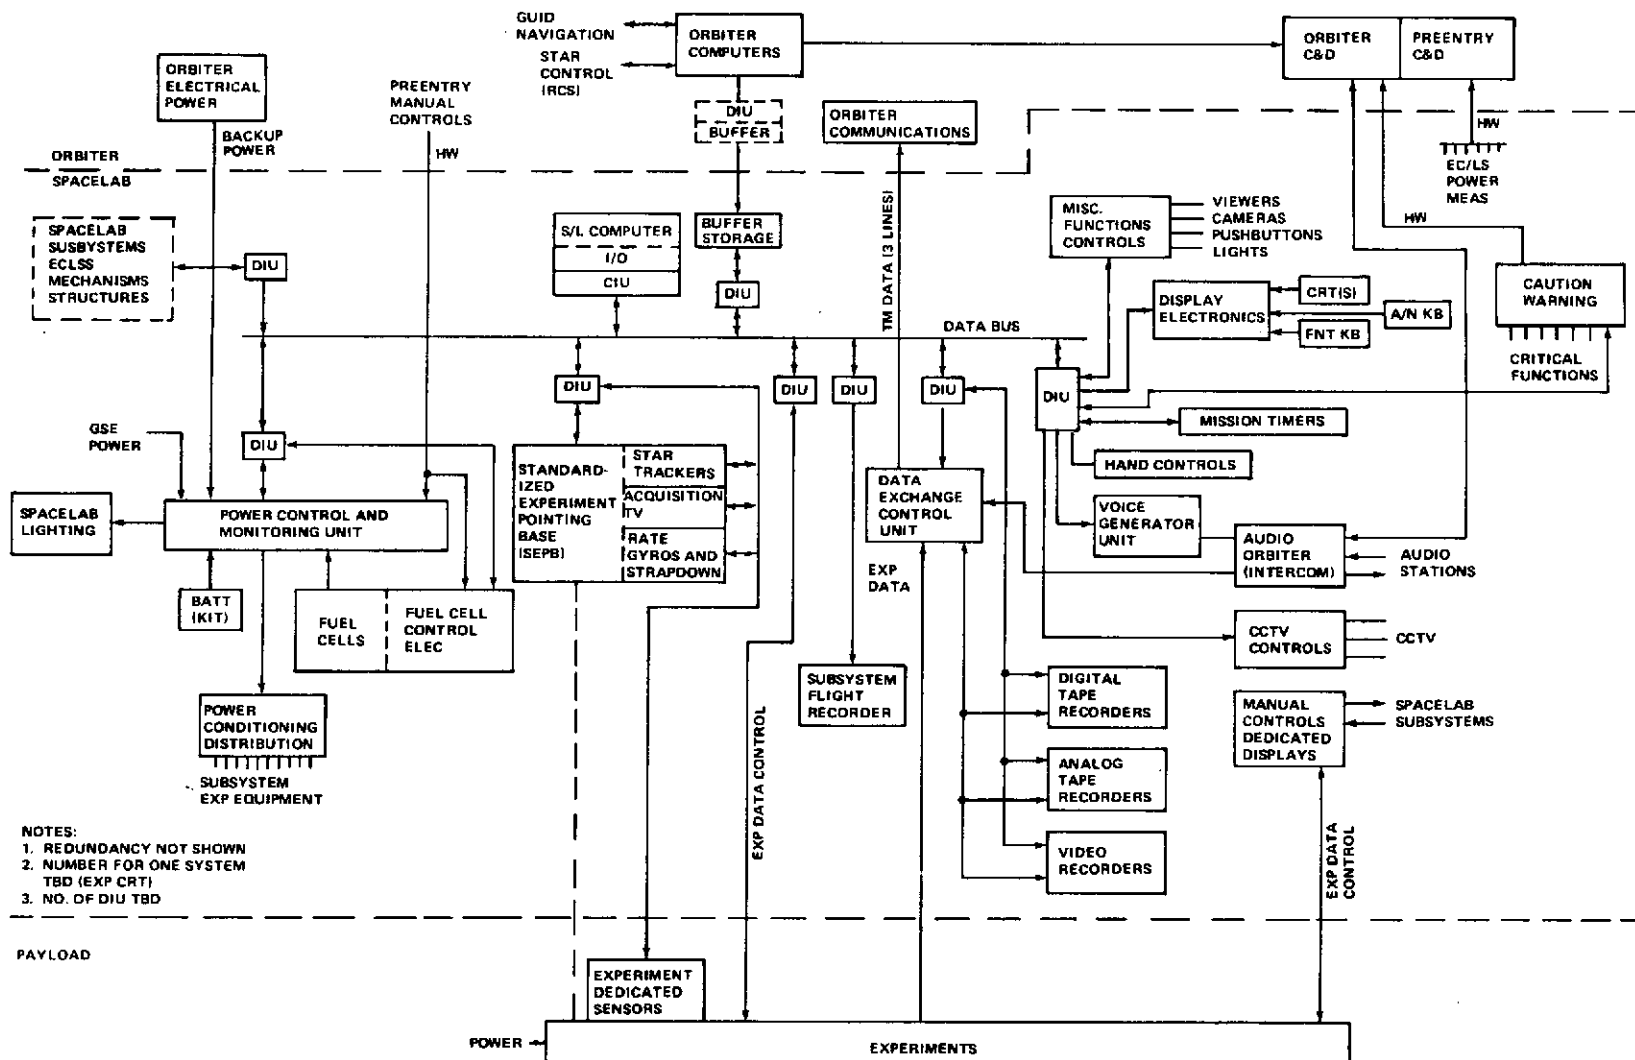 GUID
NAVIGATION
STAR
CONTROL
(RCS)
ORBITER
COMPUTERS
ORBITER
C&D
PREENTRY
C&D
ORBITER
ELECTRICAL
POWER
PREENTRY
MANUAL
CONTROLS
DIU
BUFFER
ORBITER
COMMUNICATIONS
BACKUP
POWER
HW
HW
ORBITER
SPACELAB
EC/LS
POWER
MEAS
SPACELAB
SUSBYSTEMS
ECLSS
MECHANISMS
STRUCTURES
DIU
S/L COMPUTER
I/O
CIU
BUFFER
STORAGE
DIU
TM DATA (3 LINES)
MISC.
FUNCTIONS
CONTROLS
VIEWERS
CAMERAS
PUSHBUTTONS
LIGHTS
HW
DISPLAY
ELECTRONICS
CRT(S)
A/N KB
FNT KB
CAUTION
WARNING
CRITICAL
FUNCTIONS
DATA BUS
DIU
DIU
DIU
DIU
DIU
MISSION TIMERS
HAND CONTROLS
GSE
POWER
DIU
SPACELAB
LIGHTING
POWER CONTROL AND
MONITORING UNIT
STANDARD-
IZED
EXPERIMENT
POINTING
BASE
(SEPB)
STAR
TRACKERS
ACQUISITION
TV
RATE
GYROS AND
STRAPDOWN
DATA
EXCHANGE
CONTROL
UNIT
VOICE
GENERATOR
UNIT
AUDIO
ORBITER
(INTERCOM)
AUDIO
STATIONS
EXP
DATA
BATT
(KIT)
FUEL
CELLS
FUEL CELL
CONTROL
ELEC
CCTV
CONTROLS
CCTV
SUBSYSTEM
FLIGHT
RECORDER
DIGITAL
TAPE
RECORDERS
MANUAL
CONTROLS
DEDICATED
DISPLAYS
SPACELAB
SUBSYSTEMS
POWER
CONDITIONING
DISTRIBUTION
SUBSYSTEM
EXP EQUIPMENT
EXP DATA CONTROL
ANALOG
TAPE
RECORDERS
VIDEO
RECORDERS
EXP DATA
CONTROL
NOTES:
1. REDUNDANCY NOT SHOWN
2. NUMBER FOR ONE SYSTEM
TBD (EXP CRT)
3. NO. OF DIU TBD
PAYLOAD
EXPERIMENT
DEDICATED
SENSORS
POWER
EXPERIMENTS